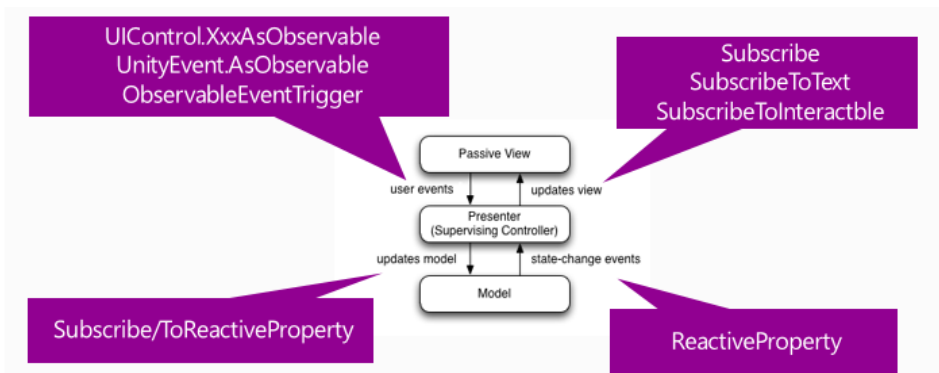 UIControl.XxxAsObservable
UnityEvent.AsObservable
ObservableEventTrigger
Subscribe
SubscribeToText
SubscribeToInteractble
Passive View
user events
updates view
Presenter
(Supervising Controller)
updates model
state-change events
Model
Subscribe/ToReactiveProperty
ReactiveProperty